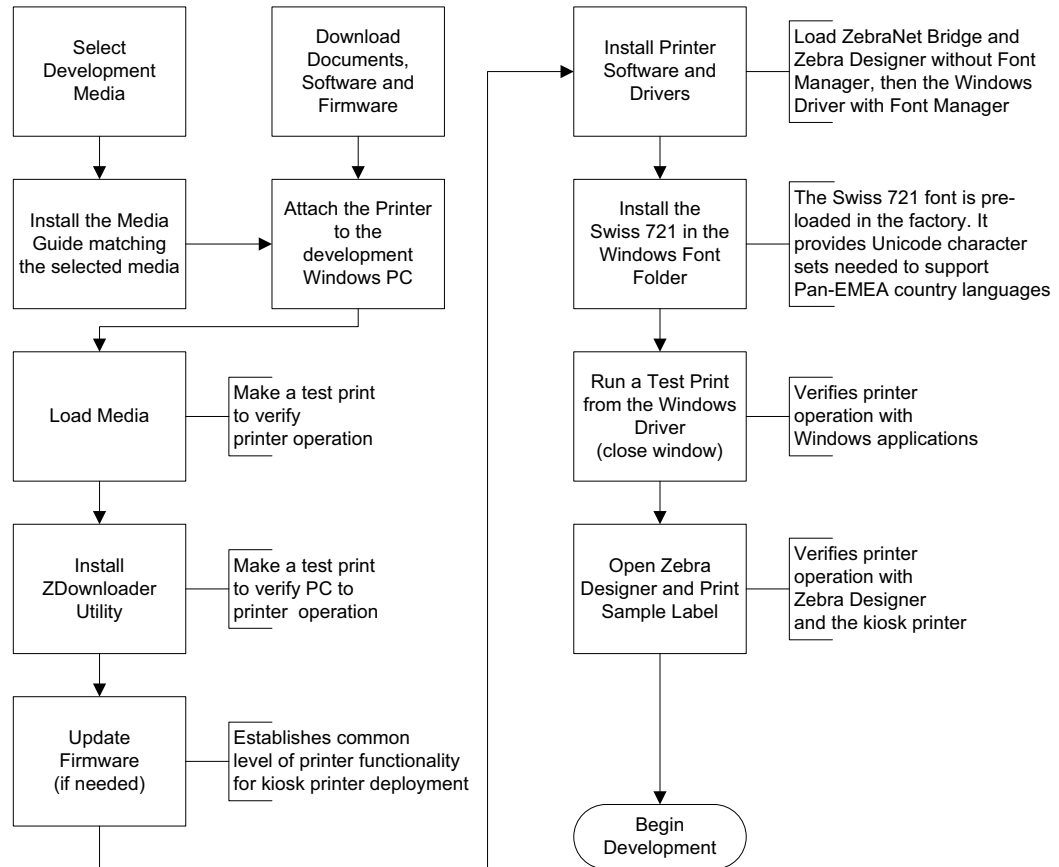 Select
Development
Media
Download
Documents,
Software and
Firmware
Install the Media
Guide matching
the selected media
Attach the Printer
to the
development
Windows PC
Load Media
Make a test print
to verify
printer operation
Install
ZDownloader
Utility
Make a test print
to verify PC to
printer operation
Update
Firmware
(if needed)
Establishes common
level of printer functionality
for kiosk printer deployment
Install Printer
Software and
Drivers
Load ZebraNet Bridge and
Zebra Designer without Font
Manager, then the Windows
Driver with Font Manager
Install the
Swiss 721 in the
Windows Font
Folder
The Swiss 721 font is pre-
loaded in the factory. It
provides Unicode character
sets needed to support
Pan-EMEA country languages
Run a Test Print
from the Windows
Driver
(close window)
Verifies printer
operation with
Windows applications
Open Zebra
Designer and Print
Sample Label
Verifies printer
operation with
Zebra Designer
and the kiosk printer
Begin
Development